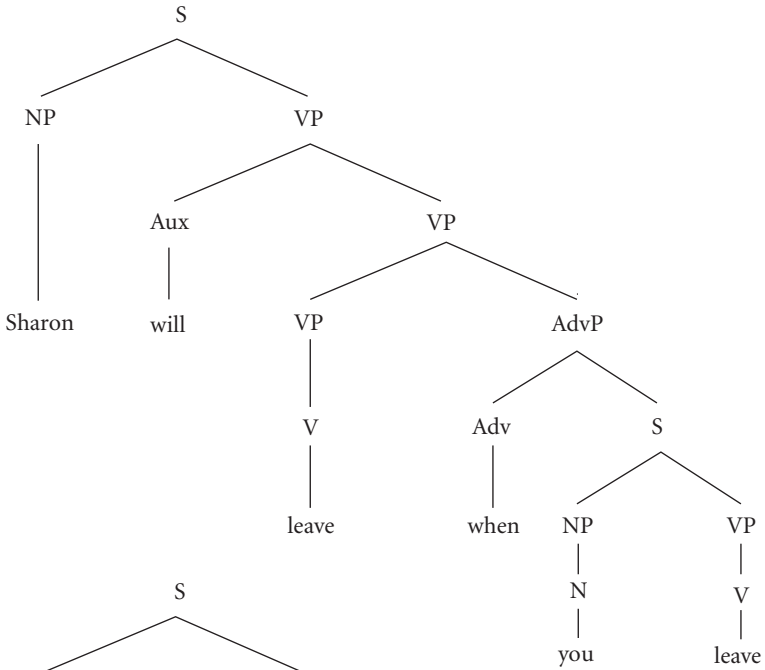 S
NP VP
Aux VP
Sharon will VP AdvP
V Adv S
leave when NP VP
S N V
you leave